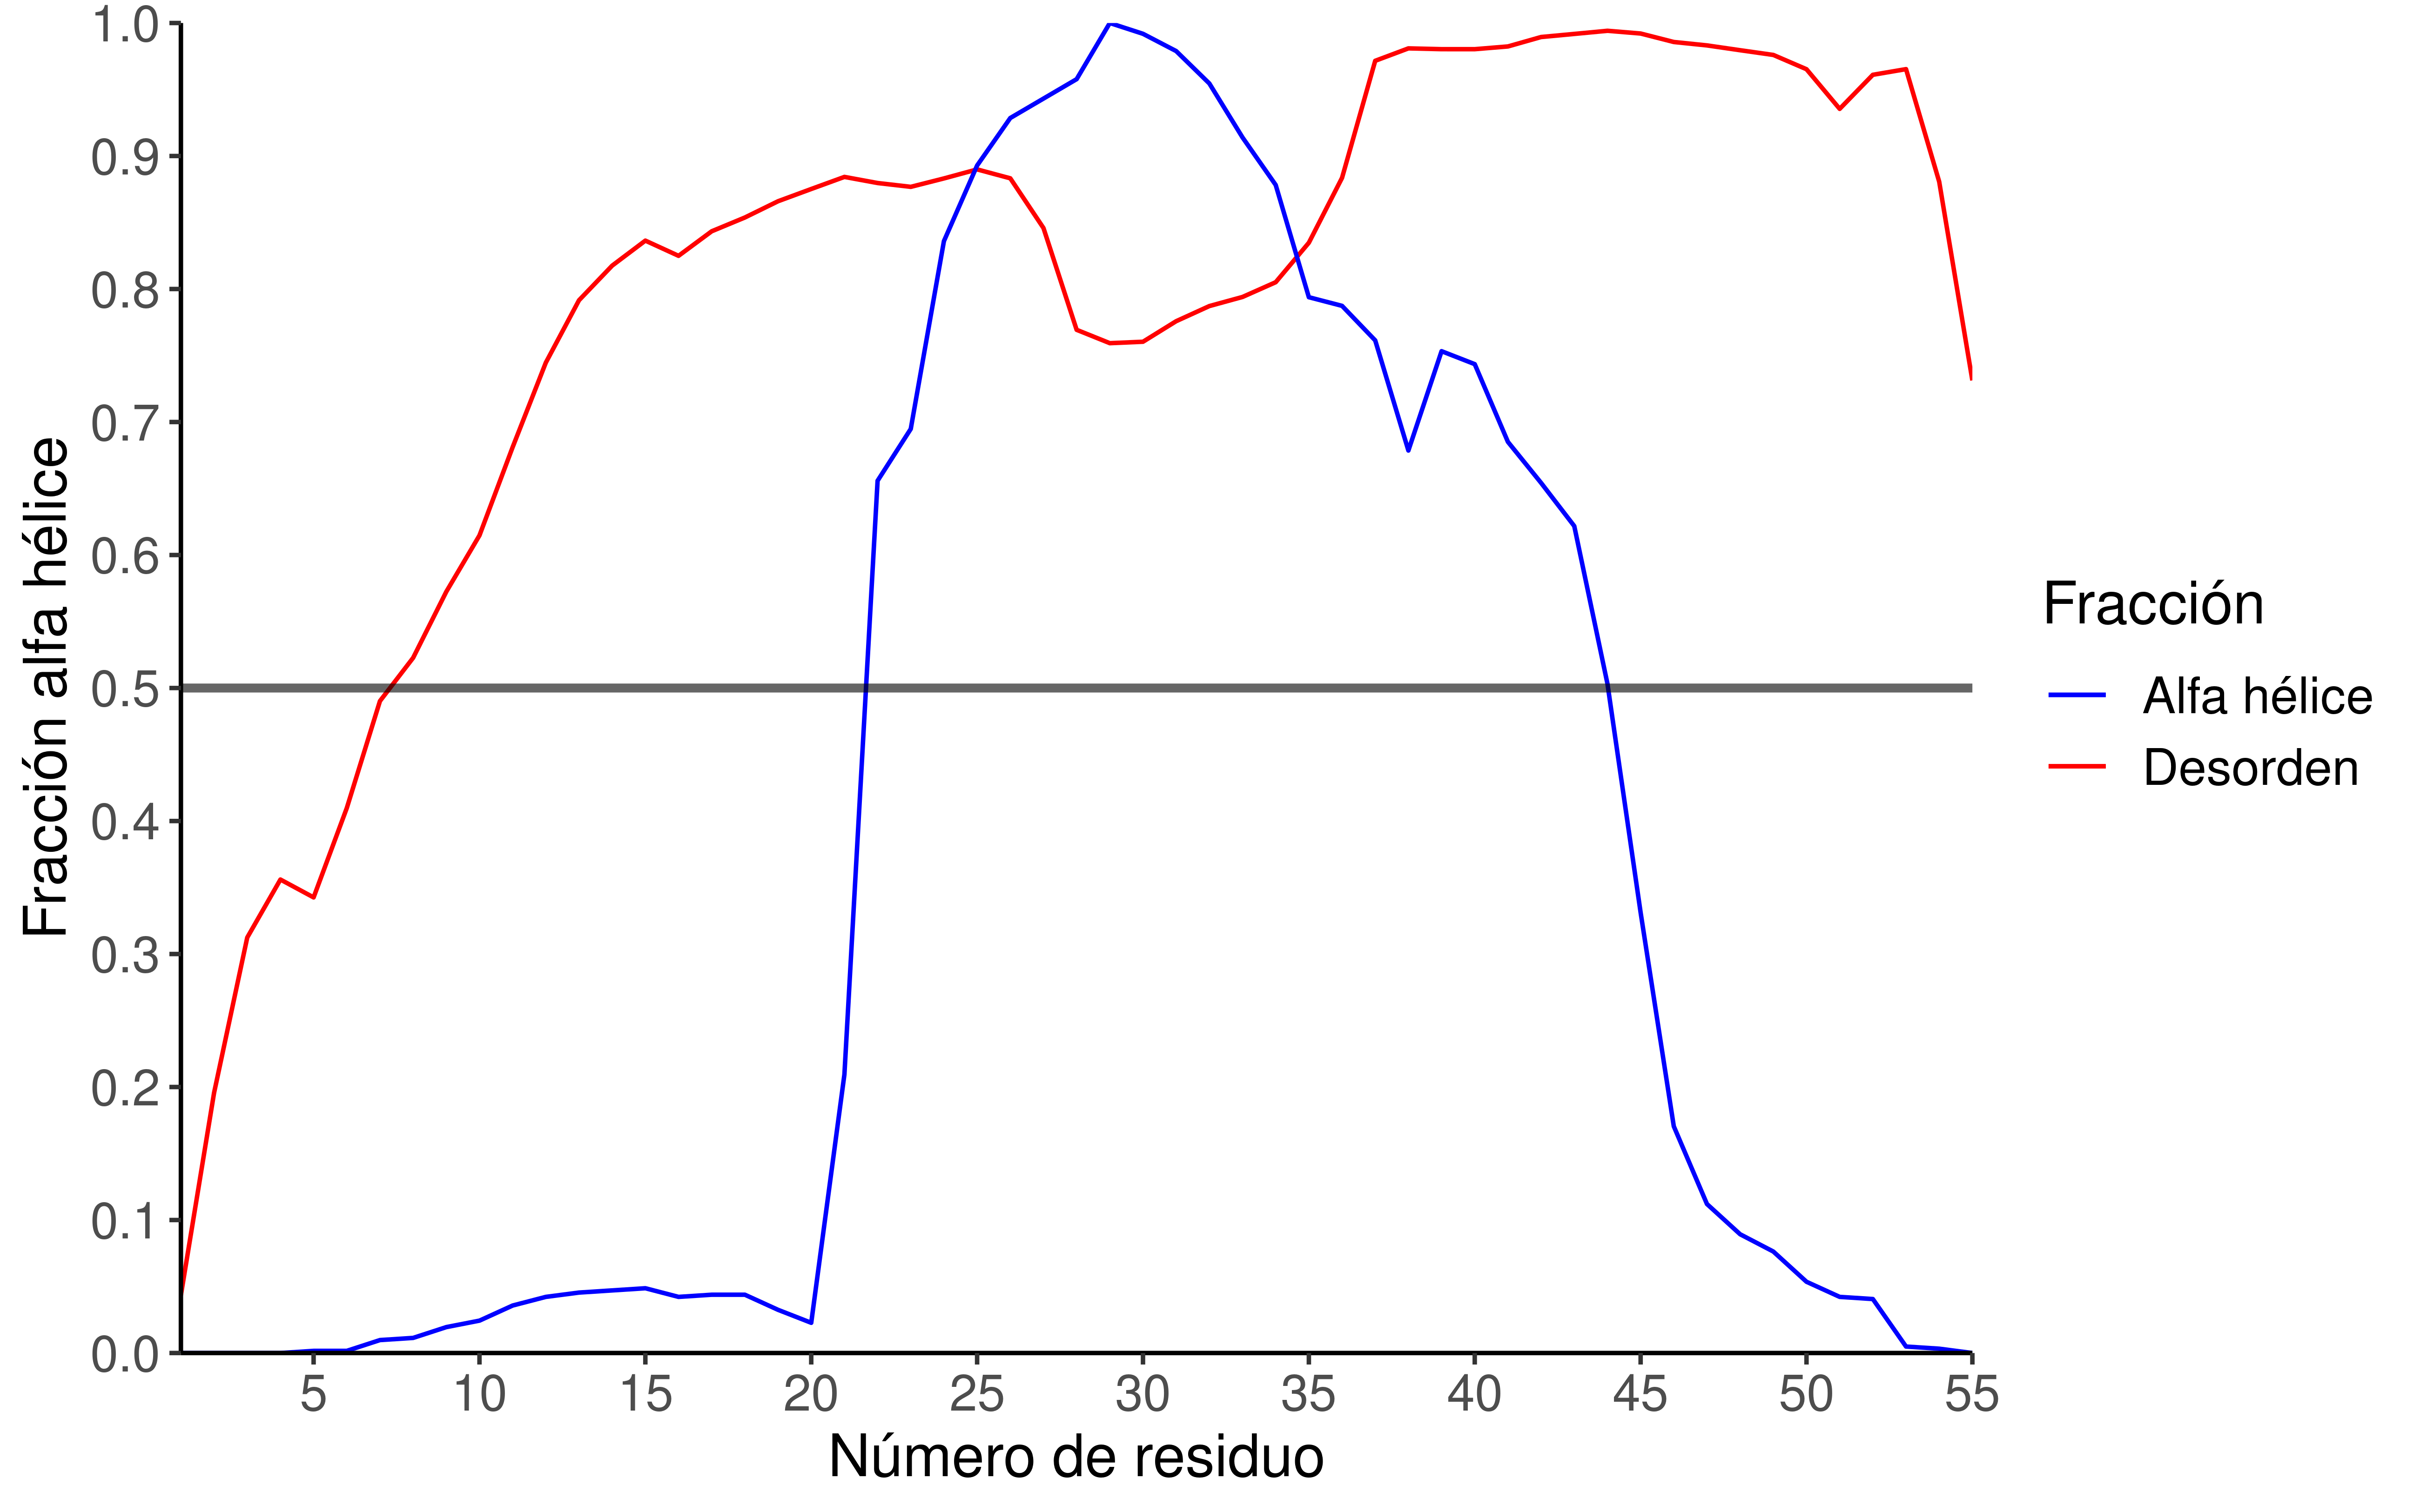 Fracción alfa hélice
1.0
0.9
0.8
0.7
0.6
0.5
0.4
0.3
0.2
0.1
0.0
5 10 15 20 25 30 35 40 45 50 55
Número de residuo
Fracción
Alfa hélice
Desorden